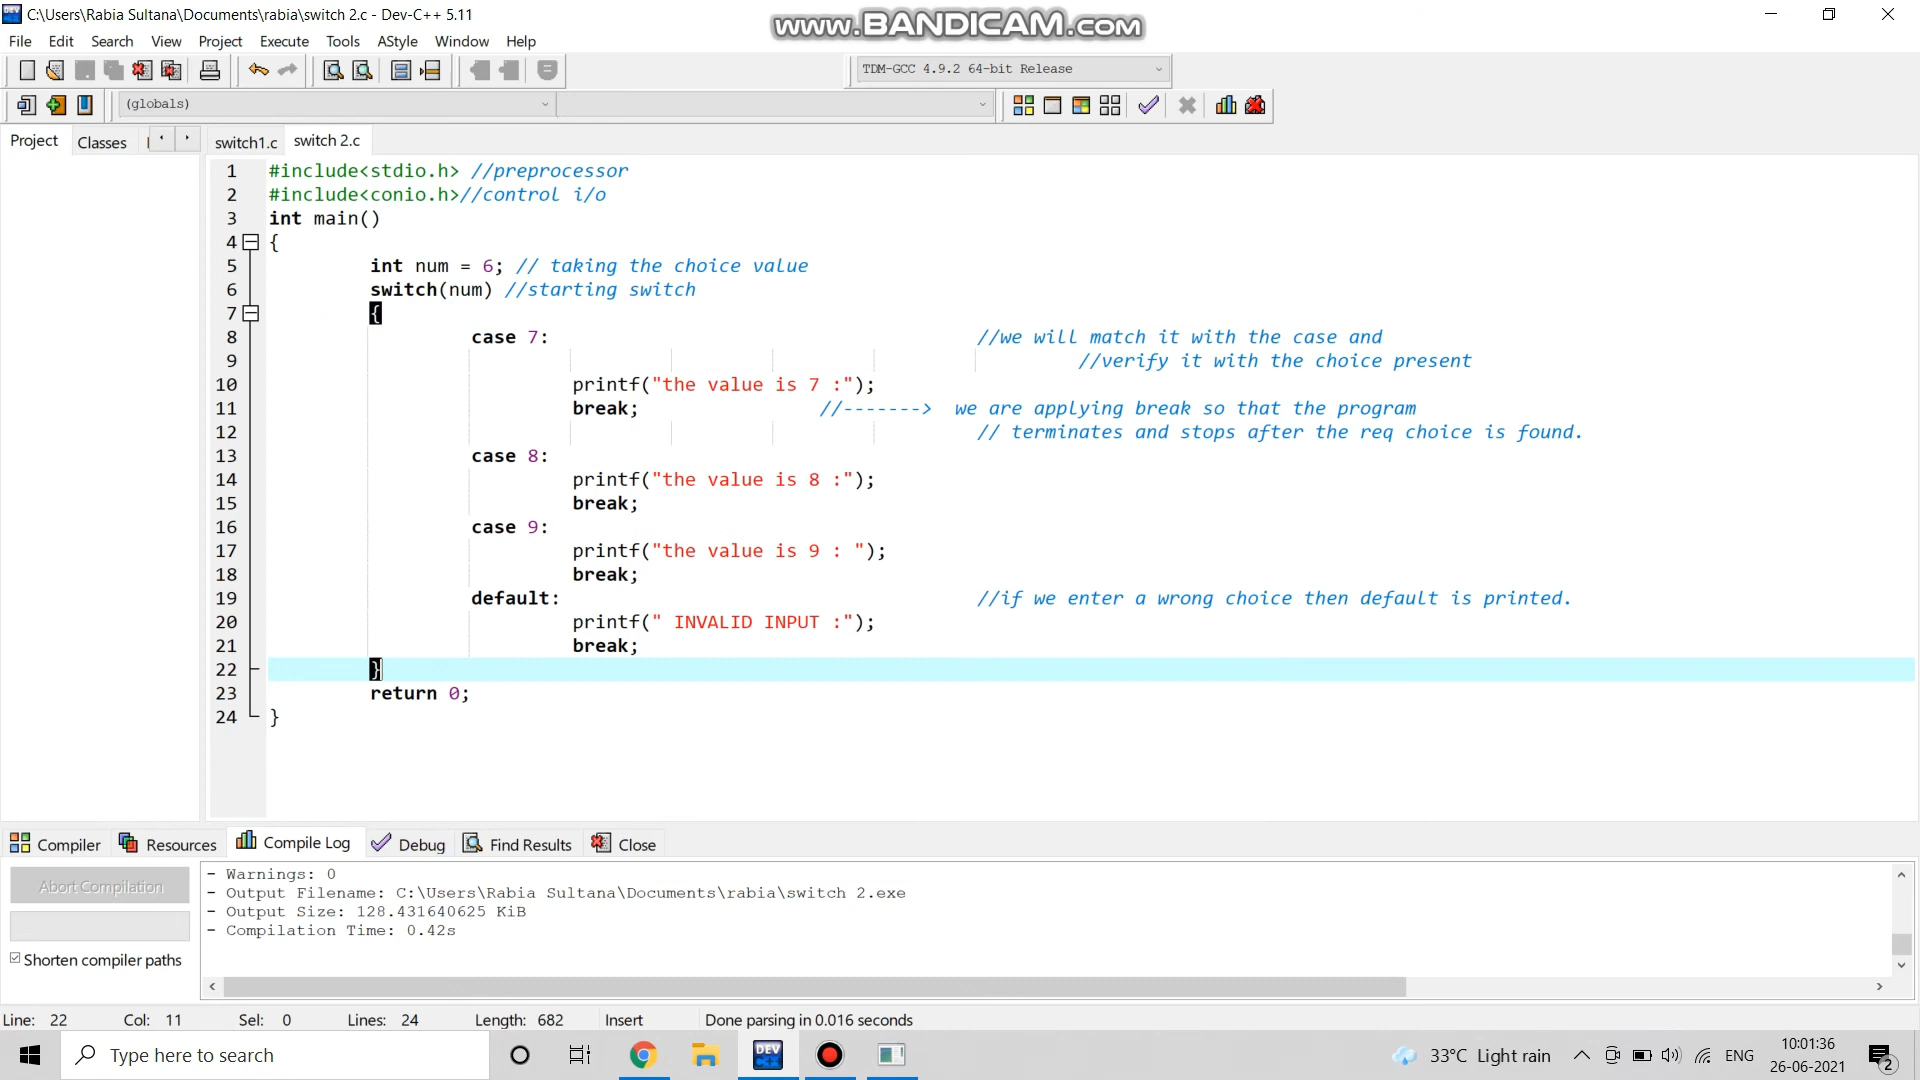 C:\Users\Rabia Sultana\Documents\rabia\switch 2.c - Dev-C++ 5.11
www.BANDICAM.com
File Edit Search View Project Execute Tools AStyle Window Help
TDM-GCC 4.9.2 64-bit Release
(globals)
Project Classes
switch1.c switch 2.c
1 #include<stdio.h> //preprocessor
2 #include<conio.h>//control i/o
3 int main()
4 {
5 int num = 6; // taking the choice value
6 switch(num) //starting switch
7 {
8 case 7: //we will match it with the case and
9 //verify it with the choice present
10 printf("the value is 7 :");
11 break; //-------> we are applying break so that the program
12 // terminates and stops after the req choice is found.
13 case 8:
14 printf("the value is 8 :");
15 break;
16 case 9:
17 printf("the value is 9 : ");
18 break;
19 default: //if we enter a wrong choice then default is printed.
20 printf(" INVALID INPUT :");
21 break;
22 }
23 return 0;
24 }
Compiler Resources Compile Log Debug Find Results Close
Abort Compilation
Shorten compiler paths
- Warnings: 0
- Output Filename: C:\Users\Rabia Sultana\Documents\rabia\switch 2.exe
- Output Size: 128.431640625 KiB
- Compilation Time: 0.42s
Line: 22 Col: 11 Sel: 0 Lines: 24 Length: 682 Insert Done parsing in 0.016 seconds
Type here to search
DEV C++
33°C Light rain
ENG
10:01:36
26-06-2021
2